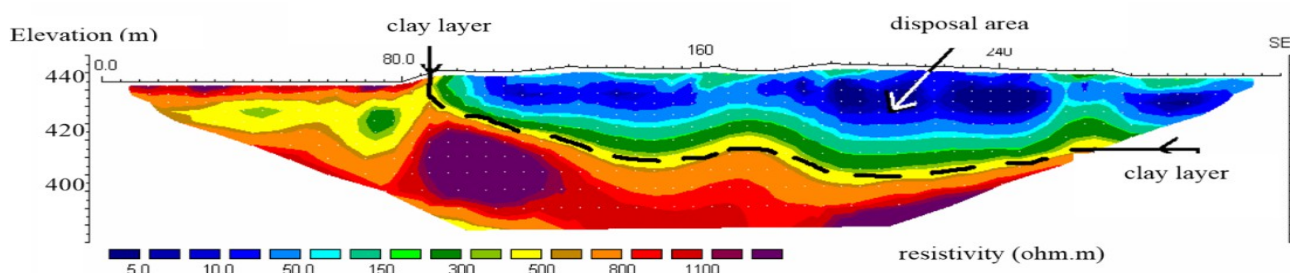 clay layer
disposal area
Elevation (m)
0.0 80.0 160 240 SE
440
420
400
clay layer
5.0 10.0 50.0 150 300 500 800 1100 resistivity (ohm.m)